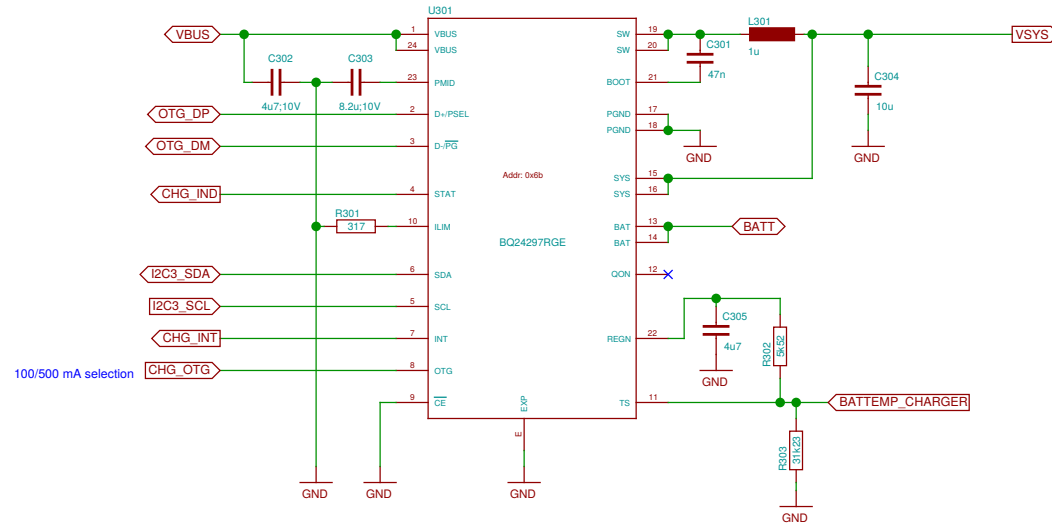 U301
VBUS
1
VBUS
24
VBUS
C302
4u7;10V
C303
8.2u;10V
23
PMID
OTG_DP
2
D+/PSEL
OTG_DM
3
D-/PG
CHG_IND
4
STAT
R301
317
10
ILIM
I2C3_SDA
6
SDA
I2C3_SCL
5
SCL
CHG_INT
7
INT
100/500 mA selection
CHG_OTG
8
OTG
9
CE
EXP
E
GND
GND
GND
Addr: 0x6b
BQ24297RGE
SW
19
SW
20
L301
1u
VSYS
C301
47n
BOOT
21
C304
10u
PGND
17
PGND
18
GND
GND
SYS
15
SYS
16
BAT
13
BAT
14
BATT
QON
12
REGN
22
C305
4u7
GND
R302
5k52
TS
11
BATTEMP_CHARGER
R303
31k23
GND